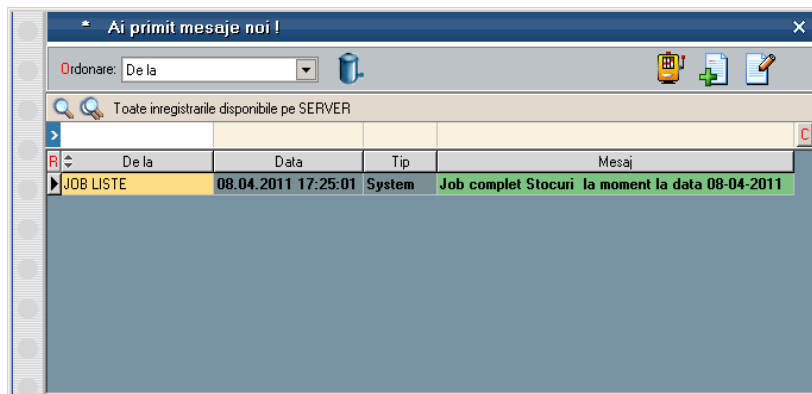 * Ai primit mesaje noi !
Ordonare: De la
Toate inregistrarile disponibile pe SERVER
C
R De la Data Tip Mesaj
JOB LISTE 08.04.2011 17:25:01 System Job complet Stocuri la moment la data 08-04-2011